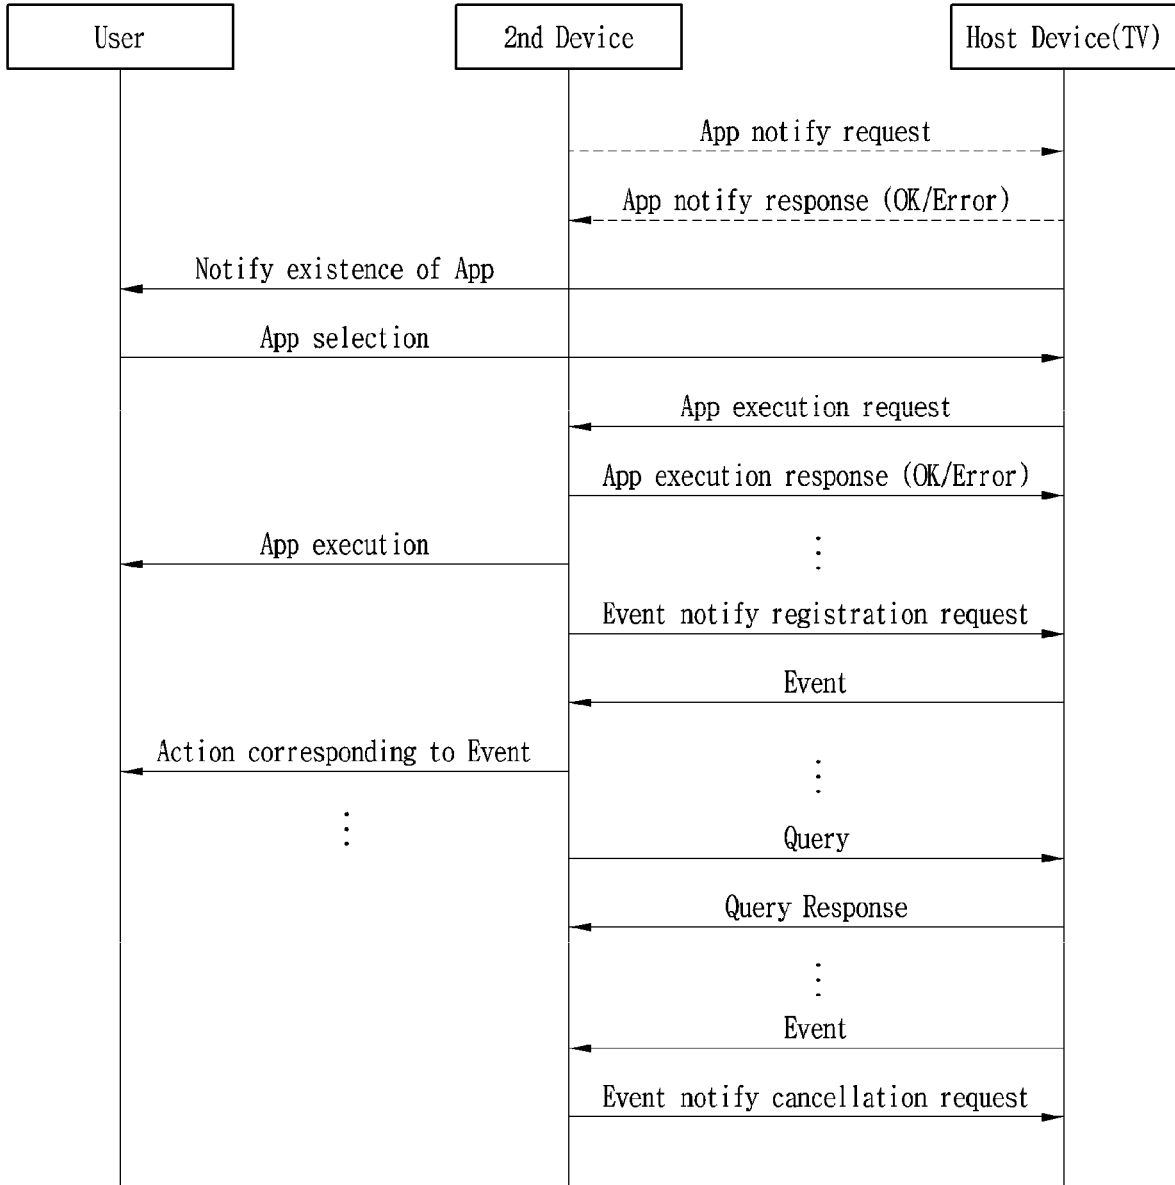 User
2nd Device
Host Device(TV)
App notify request
App notify response (OK/Error)
Notify existence of App
App selection
App execution request
App execution response (OK/Error)
App execution
Event notify registration request
Event
Action corresponding to Event
Query
Query Response
Event
Event notify cancellation request